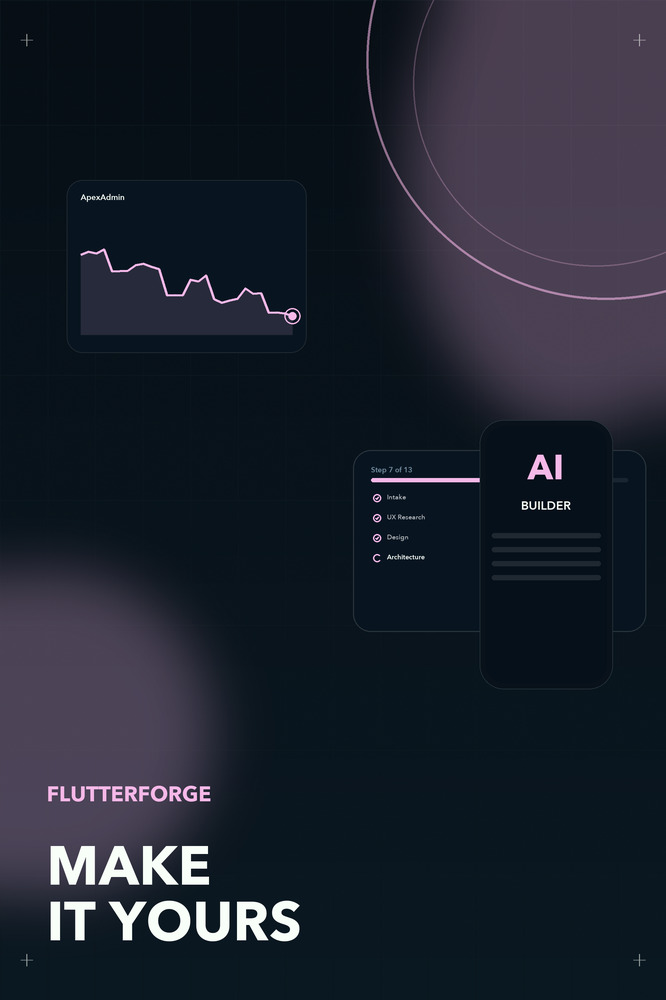 ApexAdmin
Step 7 of 13
Intake
UX Research
Design
Architecture
AI
BUILDER
FLUTTERFORGE
MAKE
IT YOURS